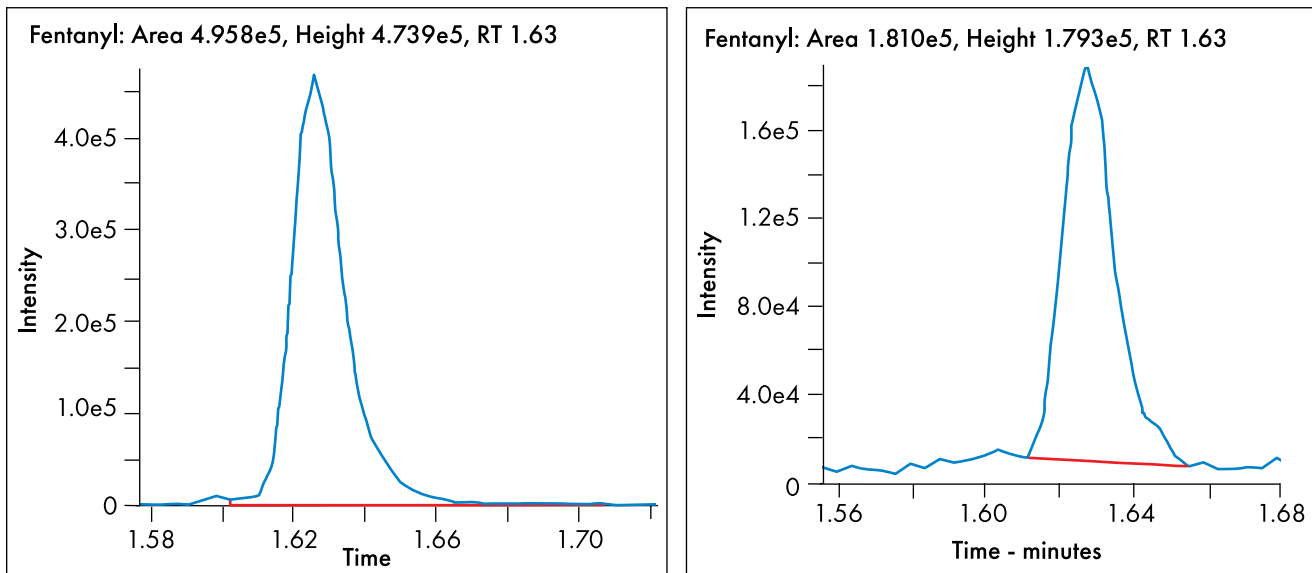 Fentanyl: Area 4.958e5, Height 4.739e5, RT 1.63
4.0e5
3.0e5
2.0e5
1.0e5
0
Intensity
1.58
1.62
1.66
1.70
Time
Fentanyl: Area 1.810e5, Height 1.793e5, RT 1.63
1.6e5
1.2e5
8.0e4
4.0e4
0
Intensity
1.56
1.60
1.64
1.68
Time - minutes